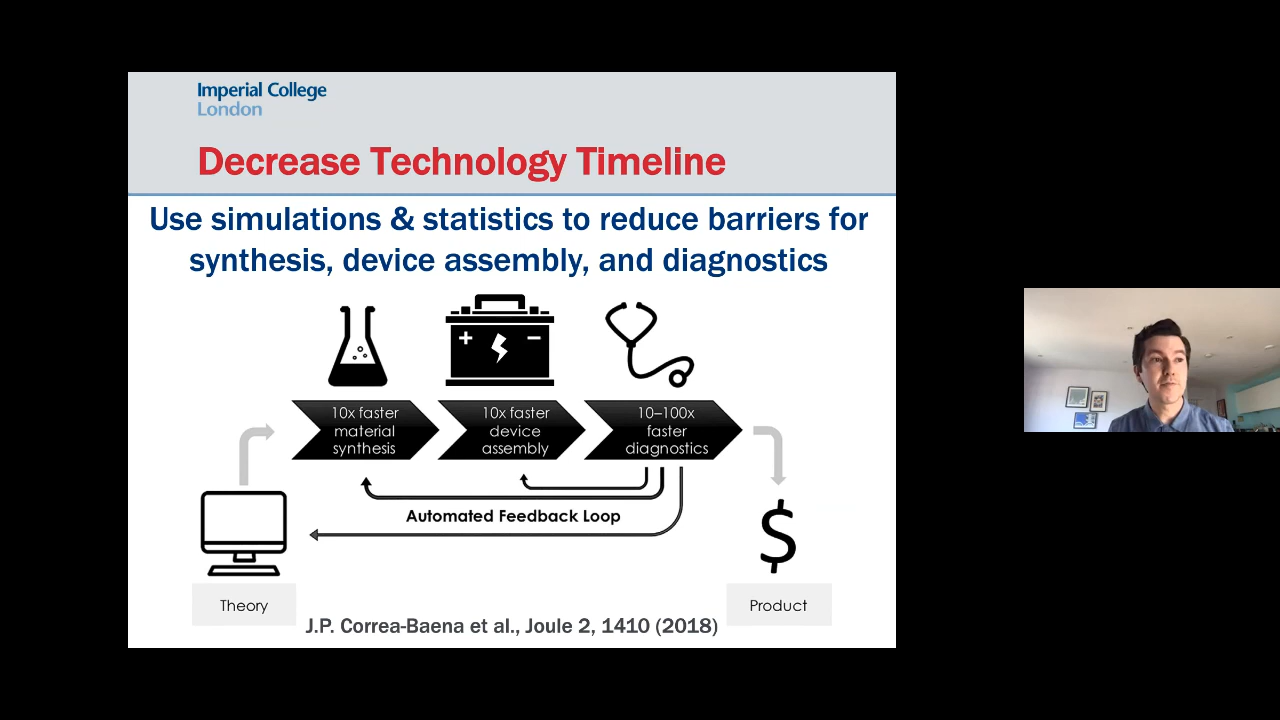 Imperial College
London
Decrease Technology Timeline
Use simulations & statistics to reduce barriers for
synthesis, device assembly, and diagnostics
+ −
10x faster
material
synthesis
10x faster
device
assembly
10–100x
faster
diagnostics
Automated Feedback Loop
$
Theory
Product
J.P. Correa-Baena et al., Joule 2, 1410 (2018)